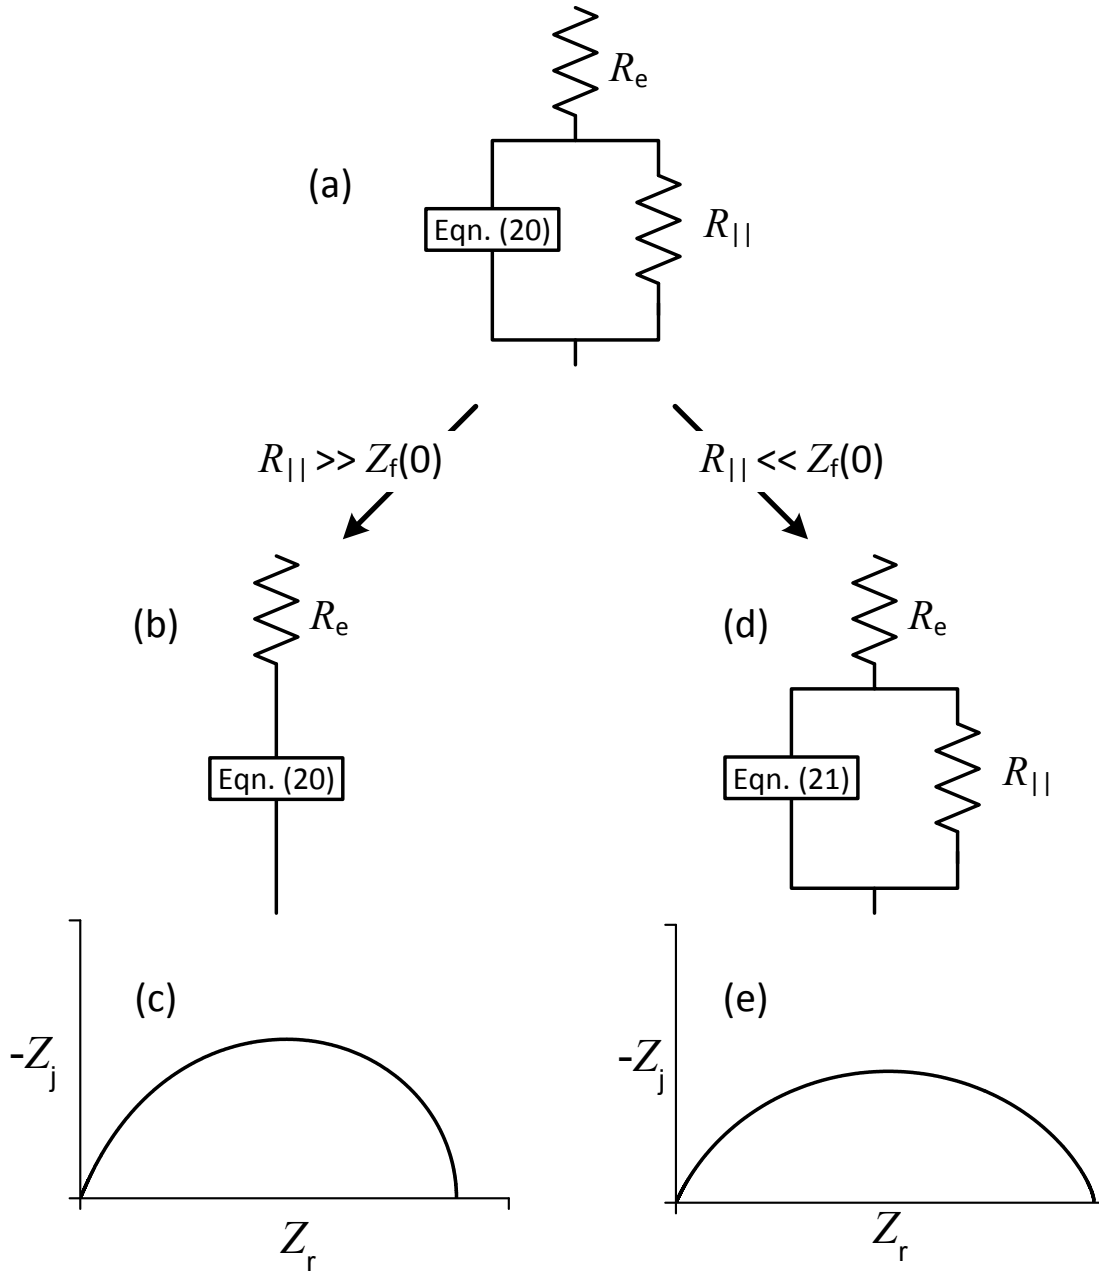 Re
(a)
Eqn. (20)
R||
R|| >> Zf(0)
R|| << Zf(0)
(b)
Re
(d)
Re
Eqn. (20)
Eqn. (21)
R||
(c)
(e)
-Zj
-Zj
Zr
Zr